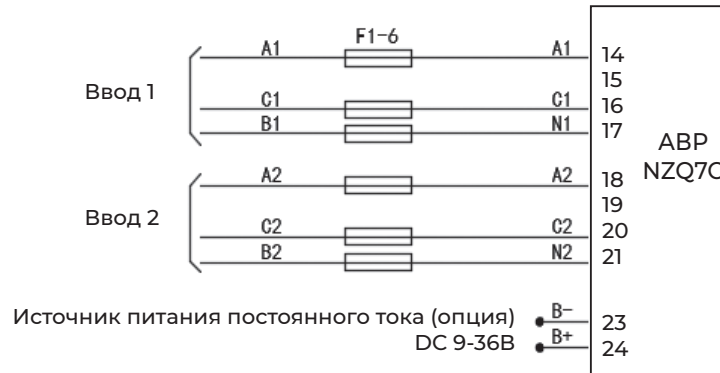 F1-6
A1 A1 14
15
Ввод 1
C1 C1 16
B1 N1 17
АВР
NZQ7C
A2 A2 18
19
Ввод 2
C2 C2 20
B2 N2 21
Источник питания постоянного тока (опция) B- 23
DC 9-36В B+ 24